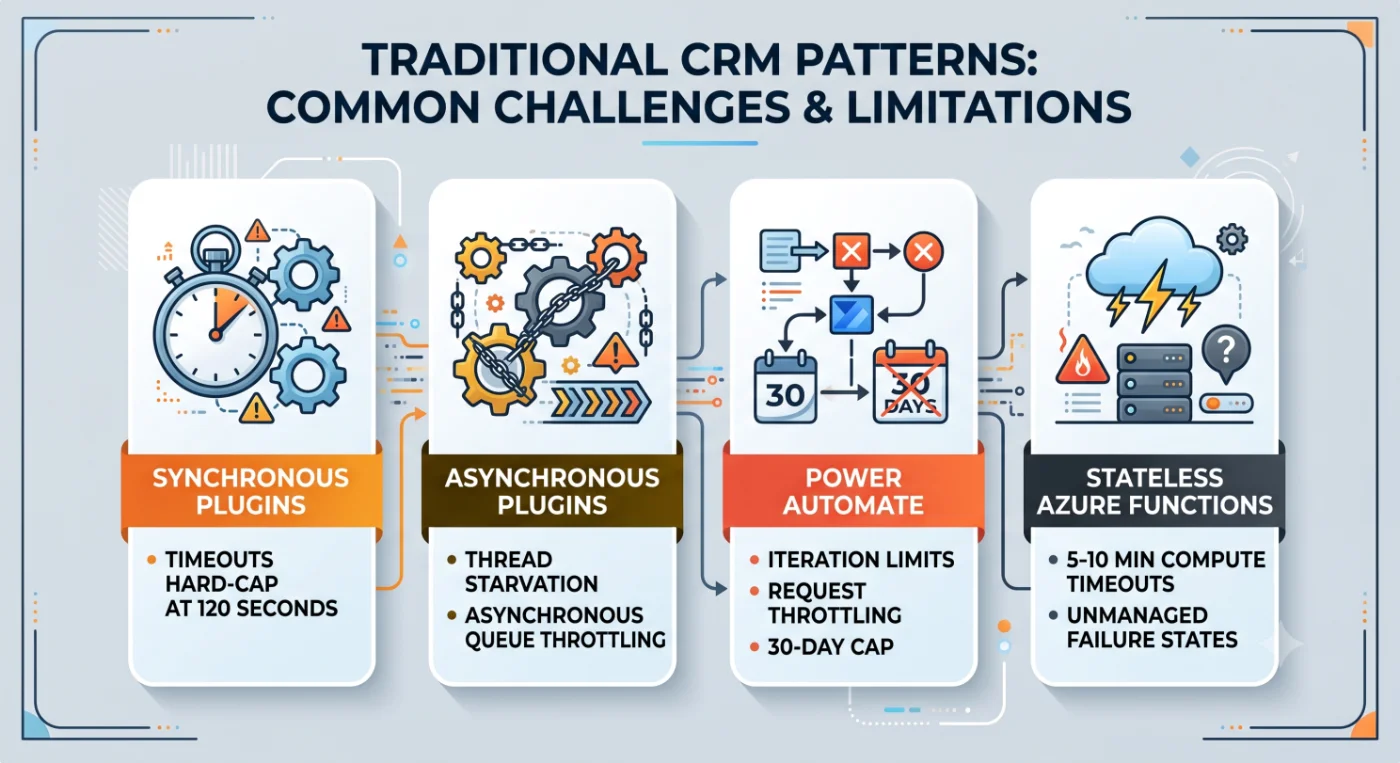 TRADITIONAL CRM PATTERNS:
COMMON CHALLENGES & LIMITATIONS
30
30
DAYS
?
SYNCHRONOUS
PLUGINS
• TIMEOUTS
HARD-CAP
AT 120 SECONDS
ASYNCHRONOUS
PLUGINS
• THREAD
STARVATION
• ASYNCHRONOUS
QUEUE THROTTLING
POWER
AUTOMATE
• ITERATION LIMITS
• REQUEST
THROTTLING
• 30-DAY CAP
STATELESS
AZURE FUNCTIONS
• 5-10 MIN COMPUTE
TIMEOUTS
• UNMANAGED
FAILURE STATES